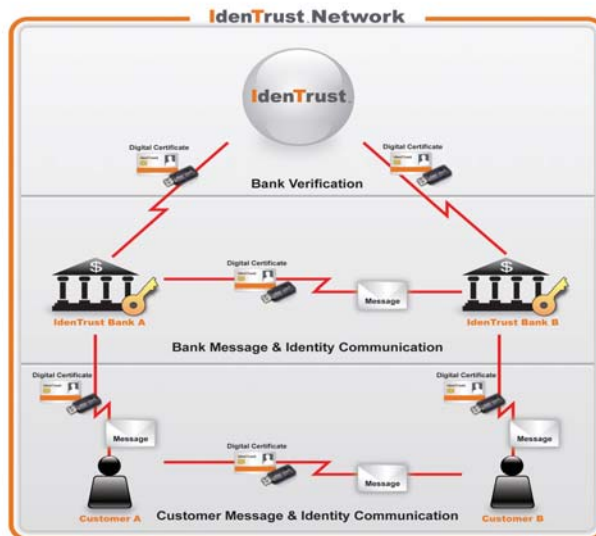 IdenTrust Network
IdenTrust
Digital Certificate
Digital Certificate
Bank Verification
Digital Certificate
Message
IdenTrust Bank A
IdenTrust Bank B
Bank Message & Identity Communication
Digital Certificate
Digital Certificate
Message
Message
Digital Certificate
Message
Customer A
Customer B
Customer Message & Identity Communication